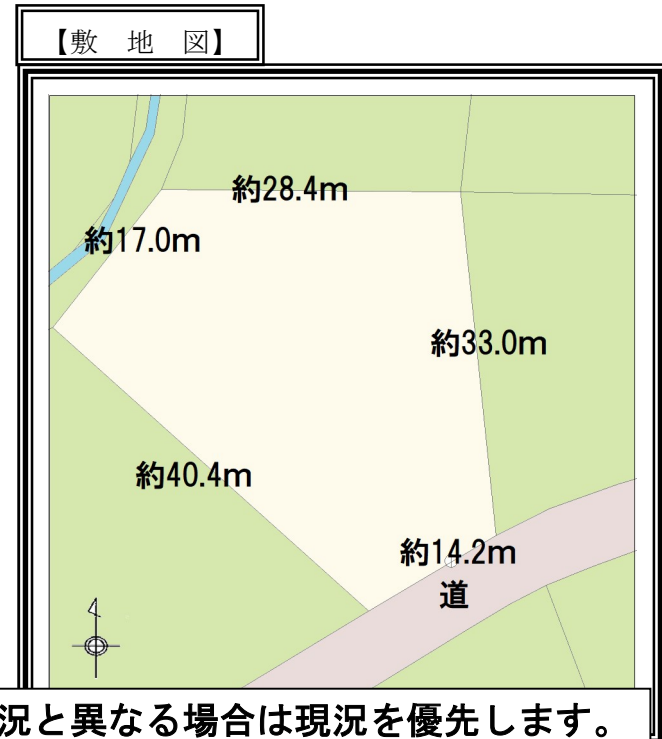 【敷　地　図】
約28.4m
約17.0m
約33.0m
約40.4m
約14.2m
道
況と異なる場合は現況を優先します。